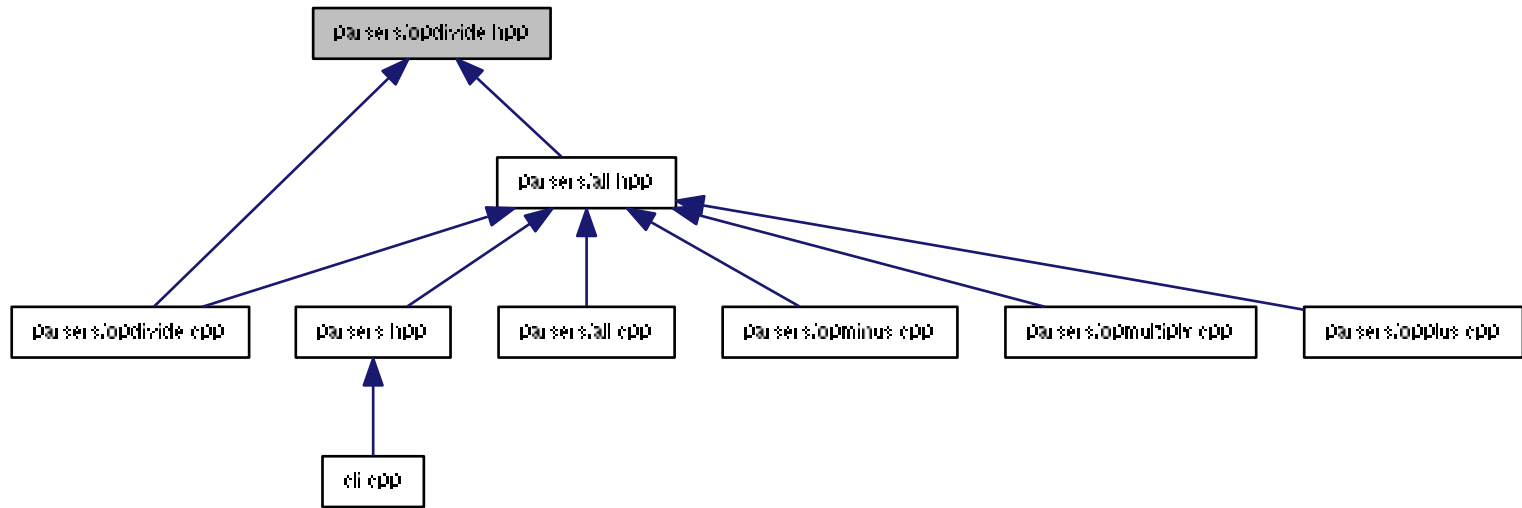 parsers/opdivide.hpp
parsers/all.hpp
parsers/opdivide.cpp
parsers.hpp
parsers/all.cpp
parsers/opminus.cpp
parsers/opmultiply.cpp
parsers/opplus.cpp
cli.cpp